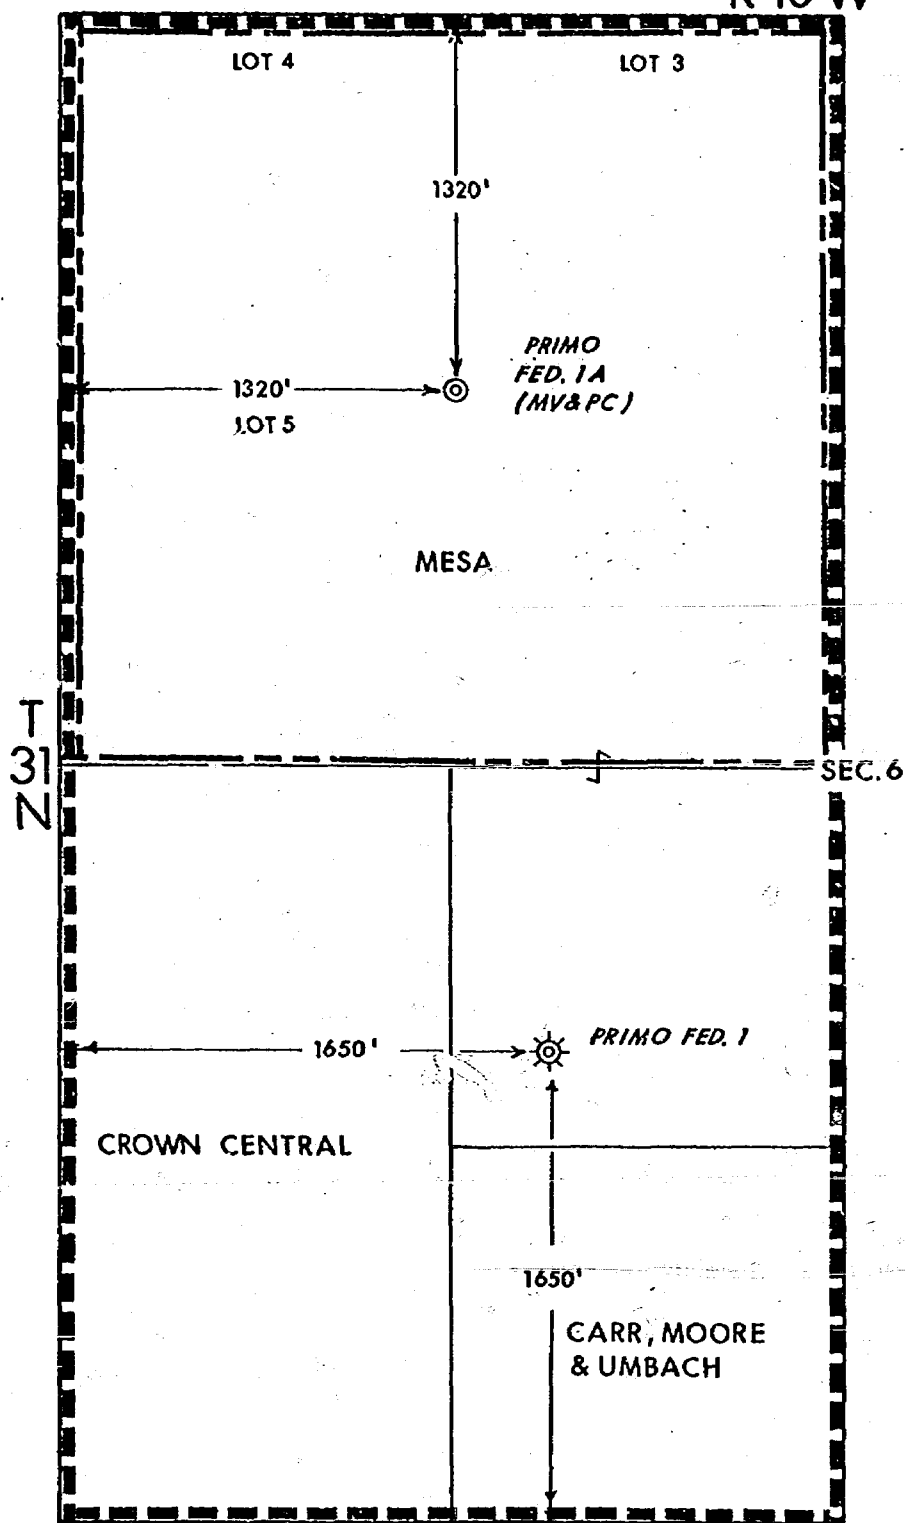 LOT 4
LOT 3
1320'
PRIMO
FED. 1A
(MV&PC)
1320'
LOT 5
MESA
T
31
N
SEC. 6
PRIMO FED. 1
1650'
CROWN CENTRAL
1650'
CARR, MOORE
& UMBACH